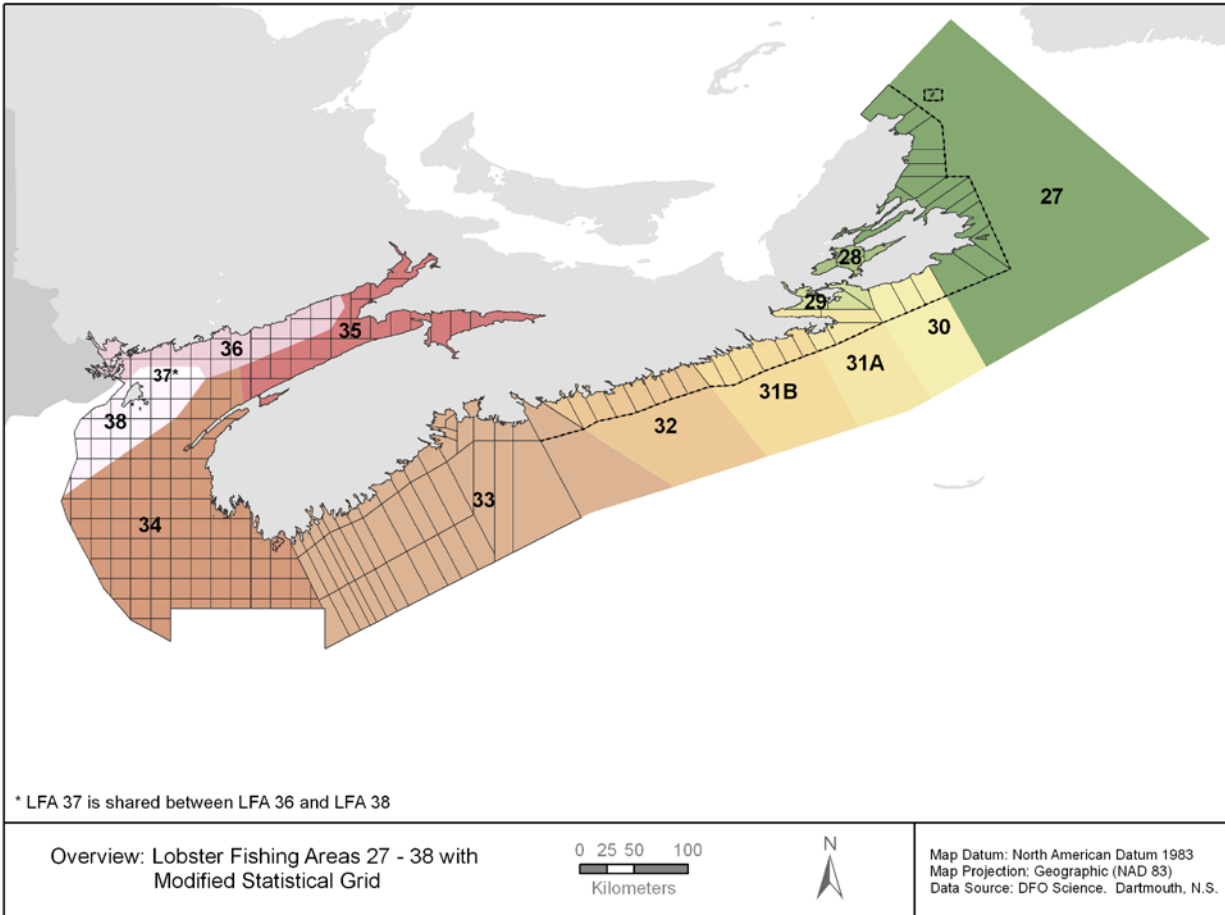 27
28
29
30
35
36
31A
37*
31B
38
32
33
34
* LFA 37 is shared between LFA 36 and LFA 38
Overview: Lobster Fishing Areas 27 - 38 with
Modified Statistical Grid
0 25 50 100
Kilometers
N
Map Datum: North American Datum 1983
Map Projection: Geographic (NAD 83)
Data Source: DFO Science. Dartmouth, N.S.